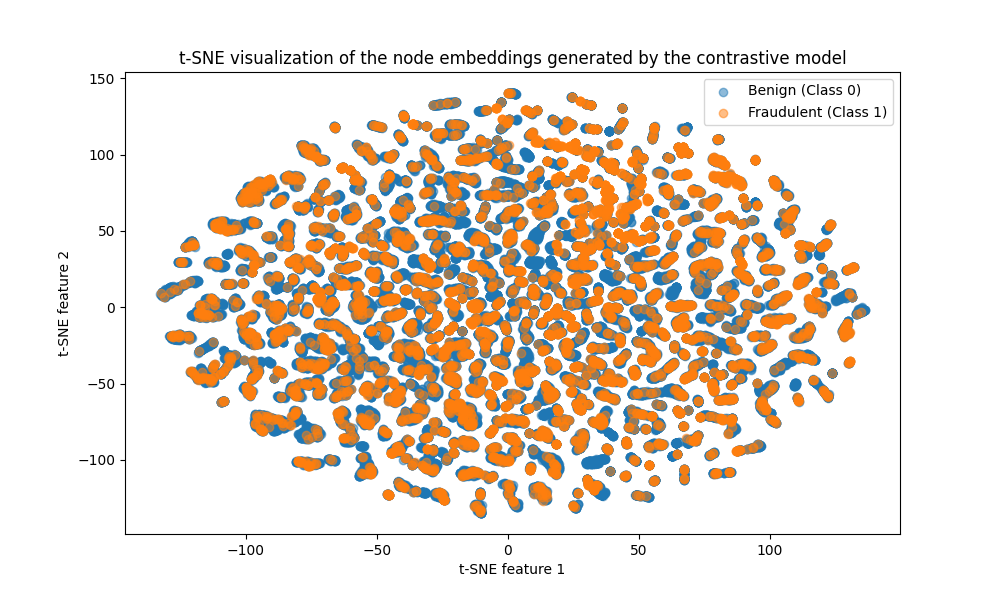 t-SNE visualization of the node embeddings generated by the contrastive model
Benign (Class 0)
Fraudulent (Class 1)
150
100
50
0
−50
−100
t-SNE feature 2
−100
−50
0
50
100
t-SNE feature 1